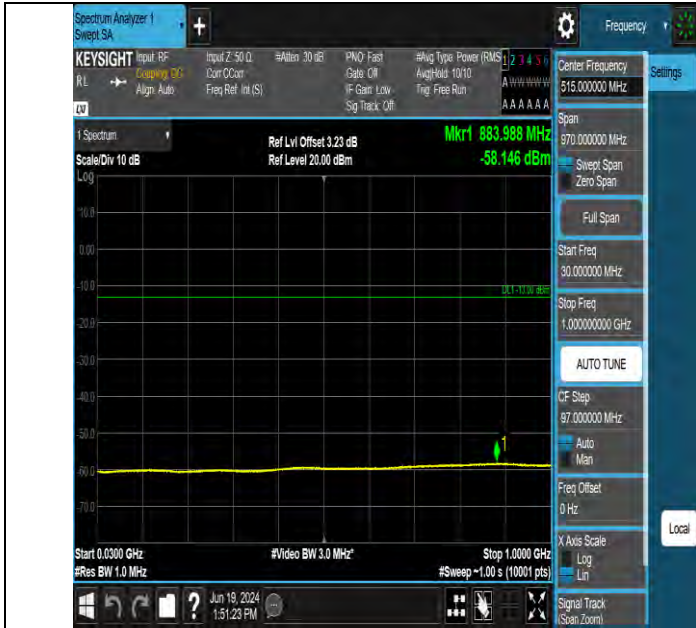 Spectrum Analyzer 1
Swept SA
+
Frequency
KEYSIGHT
RL
Input: RF
Coupling: DC
Align: Auto
Input Z: 50 Ω
Corr CCorr
Freq Ref: Int (S)
#Atten: 30 dB
PNO: Fast
Gate: Off
IF Gain: Low
Sig Track: Off
#Avg Type: Power (RMS
Avg|Hold: 10/10
Trig: Free Run
1 2 3 4 5 6
A W W W W W
A A A A A A
1 Spectrum
Scale/Div 10 dB
Log
Ref Lvl Offset 3.23 dB
Ref Level 20.00 dBm
Mkr1 883.988 MHz
-58.146 dBm
10.0
0.00
-10.0
-20.0
-30.0
-40.0
-50.0
-60.0
-70.0
DL1 -13.00 dBm
1
Start 0.0300 GHz
#Res BW 1.0 MHz
#Video BW 3.0 MHz*
Stop 1.0000 GHz
#Sweep ~1.00 s (10001 pts)
Jun 19, 2024
1:51:23 PM
Center Frequency
515.000000 MHz
Settings
Span
970.000000 MHz
Swept Span
Zero Span
Full Span
Start Freq
30.000000 MHz
Stop Freq
1.000000000 GHz
AUTO TUNE
CF Step
97.000000 MHz
Auto
Man
Freq Offset
0 Hz
X Axis Scale
Log
Lin
Local
Signal Track
(Span Zoom)